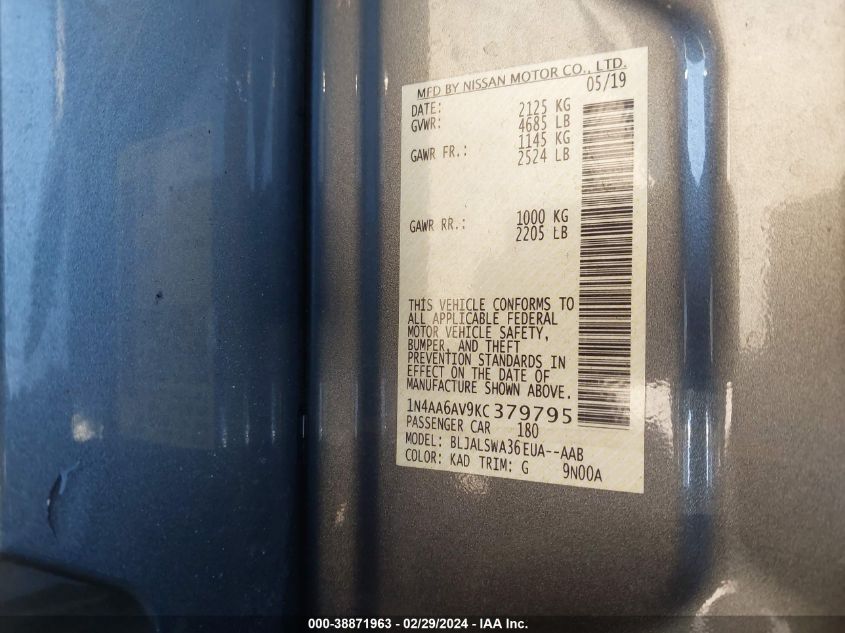 MFD BY NISSAN MOTOR CO., LTD.
DATE: 05/19
GVWR: 2125 KG
4685 LB
GAWR FR.: 1145 KG
2524 LB
GAWR RR.: 1000 KG
2205 LB
THIS VEHICLE CONFORMS TO
ALL APPLICABLE FEDERAL
MOTOR VEHICLE SAFETY,
BUMPER, AND THEFT
PREVENTION STANDARDS IN
EFFECT ON THE DATE OF
MANUFACTURE SHOWN ABOVE.
1N4AA6AV9KC379795
PASSENGER CAR 180
MODEL: BLJALSWA36EUA--AAB
COLOR: KAD TRIM: G 9N00A
000-38871963 - 02/29/2024 - IAA Inc.